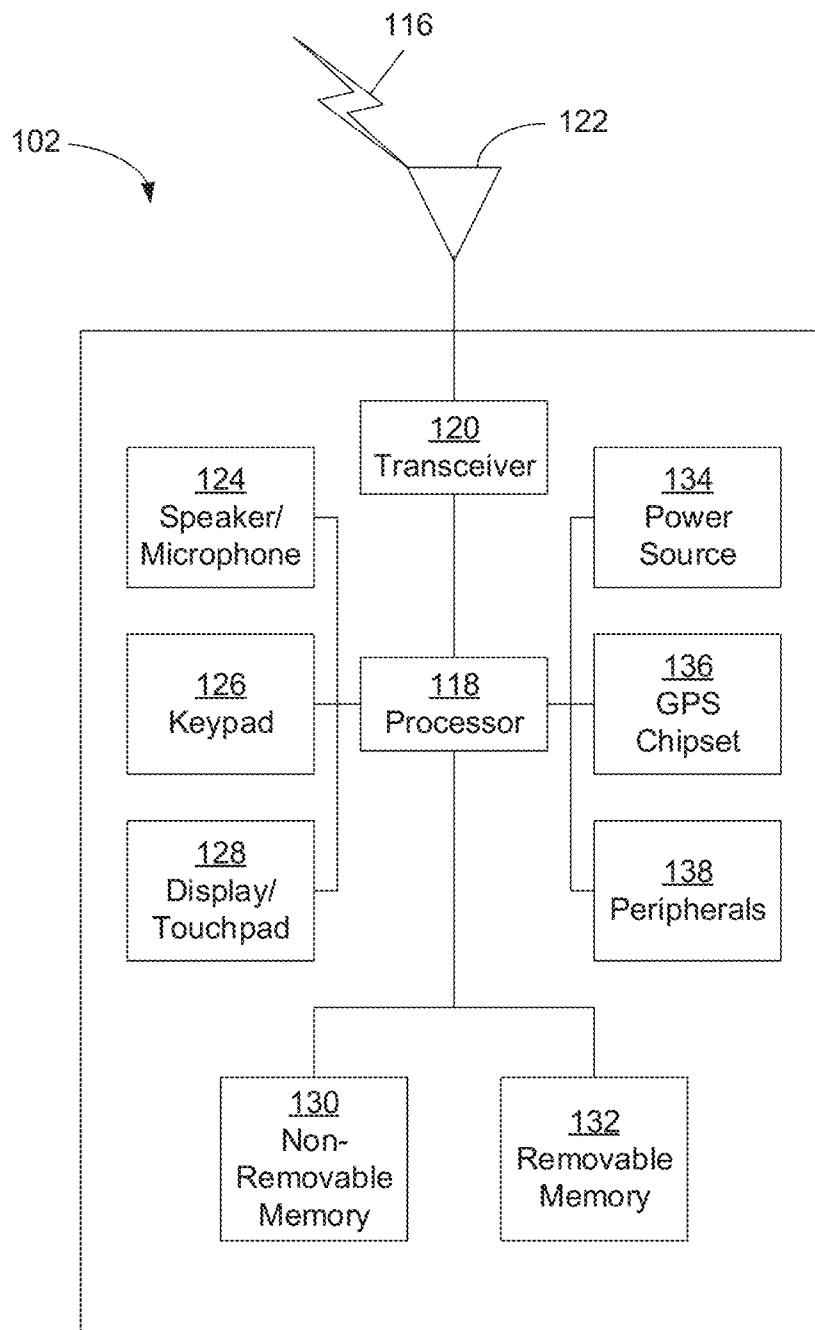 116
122
102
120
Transceiver
124
Speaker/
Microphone
134
Power
Source
126
Keypad
118
Processor
136
GPS
Chipset
128
Display/
Touchpad
138
Peripherals
130
Non-
Removable
Memory
132
Removable
Memory